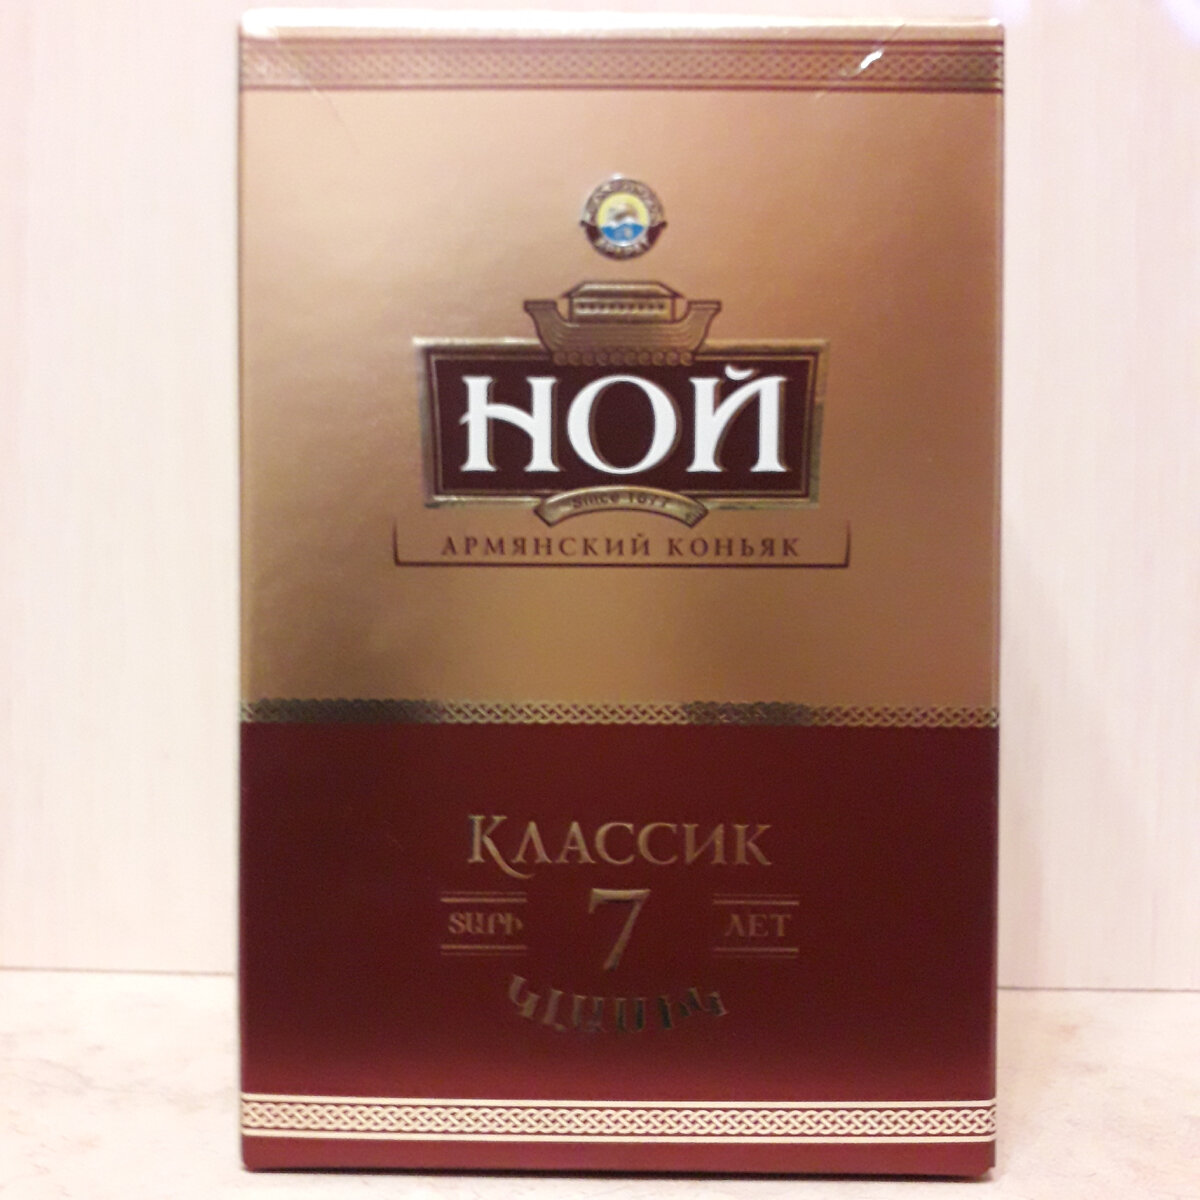 НОЙ
Since 1877
АРМЯНСКИЙ КОНЬЯК
КЛАССИК
ՏԱՐԻ 7 ЛЕТ
ԿԼԱՍԻԿ